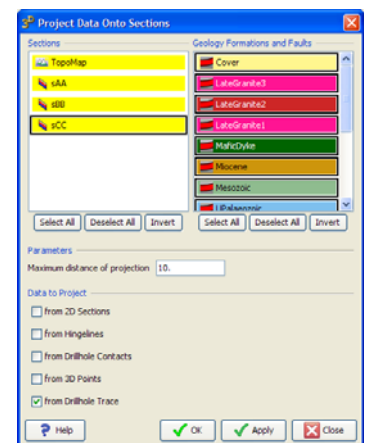 Project Data Onto Sections
Sections
Geology Formations and Faults
TopoMap
sAA
sBB
sCC
Cover
LateGranite3
LateGranite2
LateGranite1
MaficDyke
Miocene
Mesozoic
UPalaeozoic
Select All Deselect All Invert
Select All Deselect All Invert
Parameters
Maximum distance of projection 10.
Data to Project
from 2D Sections
from Hingelines
from Drillhole Contacts
from 3D Points
from Drillhole Trace
? Help
OK
Apply
Close